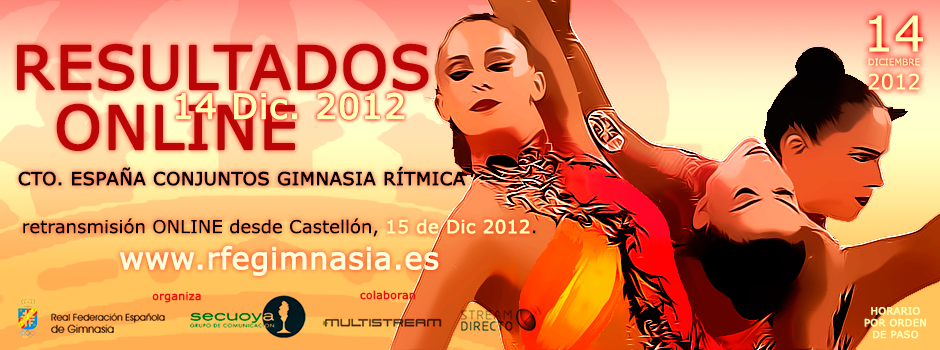 RESULTADOS
ONLINE
14 Dic. 2012
CTO. ESPAÑA CONJUNTOS GIMNASIA RÍTMICA
retransmisión ONLINE desde Castellón, 15 de Dic 2012.
www.rfegimnasia.es
organiza
colaboran
Real Federación Española
de Gimnasia
secuoya
GRUPO DE COMUNICACIÓN
MULTISTREAM
STREAM
DIRECTO
14
DICIEMBRE
2012
HORARIO
POR ORDEN
DE PASO